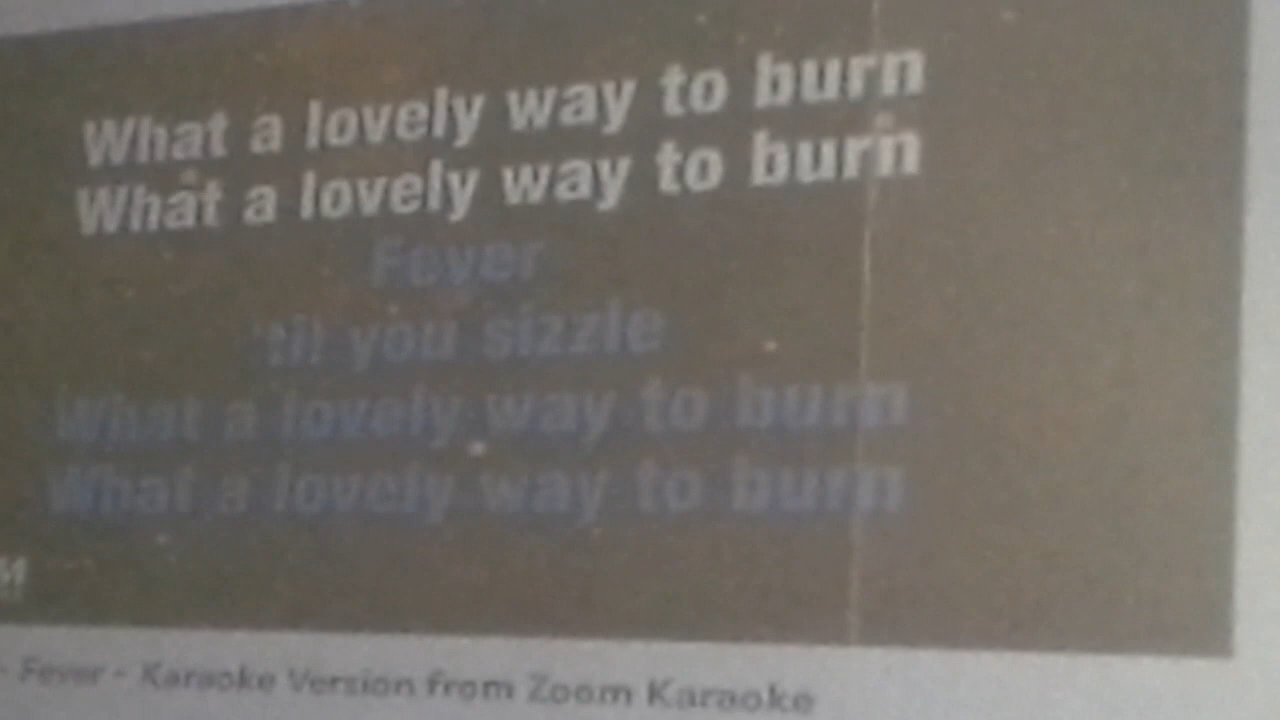 What a lovely way to burn
What a lovely way to burn
Fever
'til you sizzle
What a lovely way to burn
What a lovely way to burn
- Fever - Karaoke Version from Zoom Karaoke